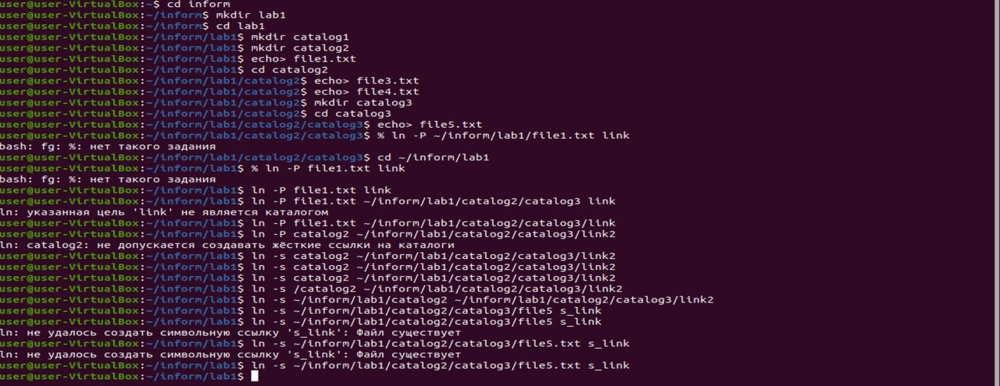 user@user-VirtualBox:~$ cd inform
user@user-VirtualBox:~/inform$ mkdir lab1
user@user-VirtualBox:~/inform$ cd lab1
user@user-VirtualBox:~/inform/lab1$ mkdir catalog1
user@user-VirtualBox:~/inform/lab1$ mkdir catalog2
user@user-VirtualBox:~/inform/lab1$ echo> file1.txt
user@user-VirtualBox:~/inform/lab1$ cd catalog2
user@user-VirtualBox:~/inform/lab1/catalog2$ echo> file3.txt
user@user-VirtualBox:~/inform/lab1/catalog2$ echo> file4.txt
user@user-VirtualBox:~/inform/lab1/catalog2$ mkdir catalog3
user@user-VirtualBox:~/inform/lab1/catalog2$ cd catalog3
user@user-VirtualBox:~/inform/lab1/catalog2/catalog3$ echo> file5.txt
user@user-VirtualBox:~/inform/lab1/catalog2/catalog3$ % ln -P ~/inform/lab1/file1.txt link
bash: fg: %: нет такого задания
user@user-VirtualBox:~/inform/lab1/catalog2/catalog3$ cd ~/inform/lab1
user@user-VirtualBox:~/inform/lab1$ % ln -P file1.txt link
bash: fg: %: нет такого задания
user@user-VirtualBox:~/inform/lab1$ ln -P file1.txt link
user@user-VirtualBox:~/inform/lab1$ ln -P file1.txt ~/inform/lab1/catalog2/catalog3 link
ln: указанная цель 'link' не является каталогом
user@user-VirtualBox:~/inform/lab1$ ln -P file1.txt ~/inform/lab1/catalog2/catalog3/link
user@user-VirtualBox:~/inform/lab1$ ln -P catalog2 ~/inform/lab1/catalog2/catalog3/link2
ln: catalog2: не допускается создавать жёсткие ссылки на каталоги
user@user-VirtualBox:~/inform/lab1$ ln -s catalog2 ~/inform/lab1/catalog2/catalog3/link2
user@user-VirtualBox:~/inform/lab1$ ln -s catalog2 ~/inform/lab1/catalog2/catalog3/link2
user@user-VirtualBox:~/inform/lab1$ ln -s catalog2 ~/inform/lab1/catalog2/catalog3/link2
user@user-VirtualBox:~/inform/lab1$ ln -s /catalog2 ~/inform/lab1/catalog2/catalog3/link2
user@user-VirtualBox:~/inform/lab1$ ln -s ~/inform/lab1/catalog2 ~/inform/lab1/catalog2/catalog3/link2
user@user-VirtualBox:~/inform/lab1$ ln -s ~/inform/lab1/catalog2/catalog3/file5 s_link
user@user-VirtualBox:~/inform/lab1$ ln -s ~/inform/lab1/catalog2/catalog3/file5 s_link
ln: не удалось создать символьную ссылку 's_link': Файл существует
user@user-VirtualBox:~/inform/lab1$ ln -s ~/inform/lab1/catalog2/catalog3/file5.txt s_link
ln: не удалось создать символьную ссылку 's_link': Файл существует
user@user-VirtualBox:~/inform/lab1$ ln -s ~/inform/lab1/catalog2/catalog3/file5.txt s_link
user@user-VirtualBox:~/inform/lab1$